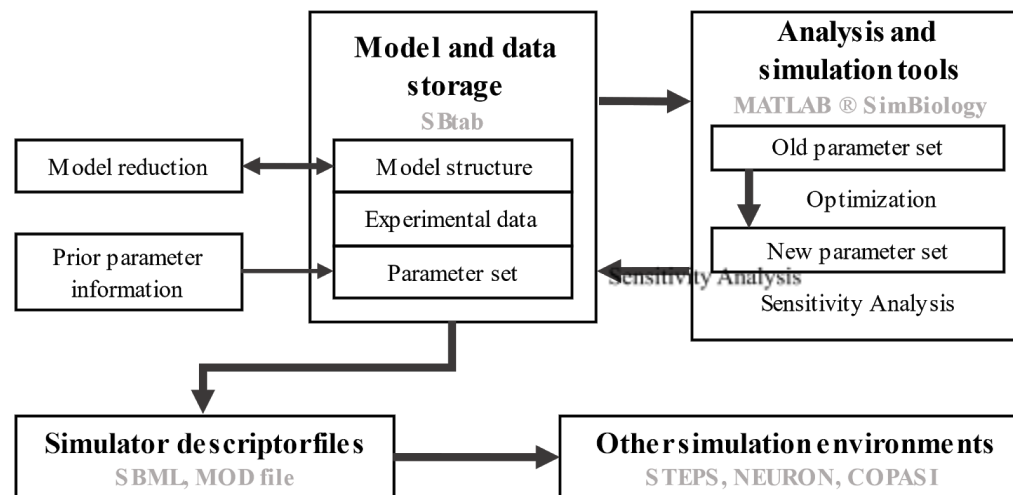 Model and data
storage
SBtab
Model structure
Experimental data
Parameter set
Model reduction
Prior parameter
information
Analysis and
simulation tools
MATLAB ® SimBiology
Old parameter set
Optimization
New parameter set
Sensitivity Analysis
Sensitivity Analysis
Simulator descriptorfiles
SBML, MOD file
Other simulation environments
STEPS, NEURON, COPASI